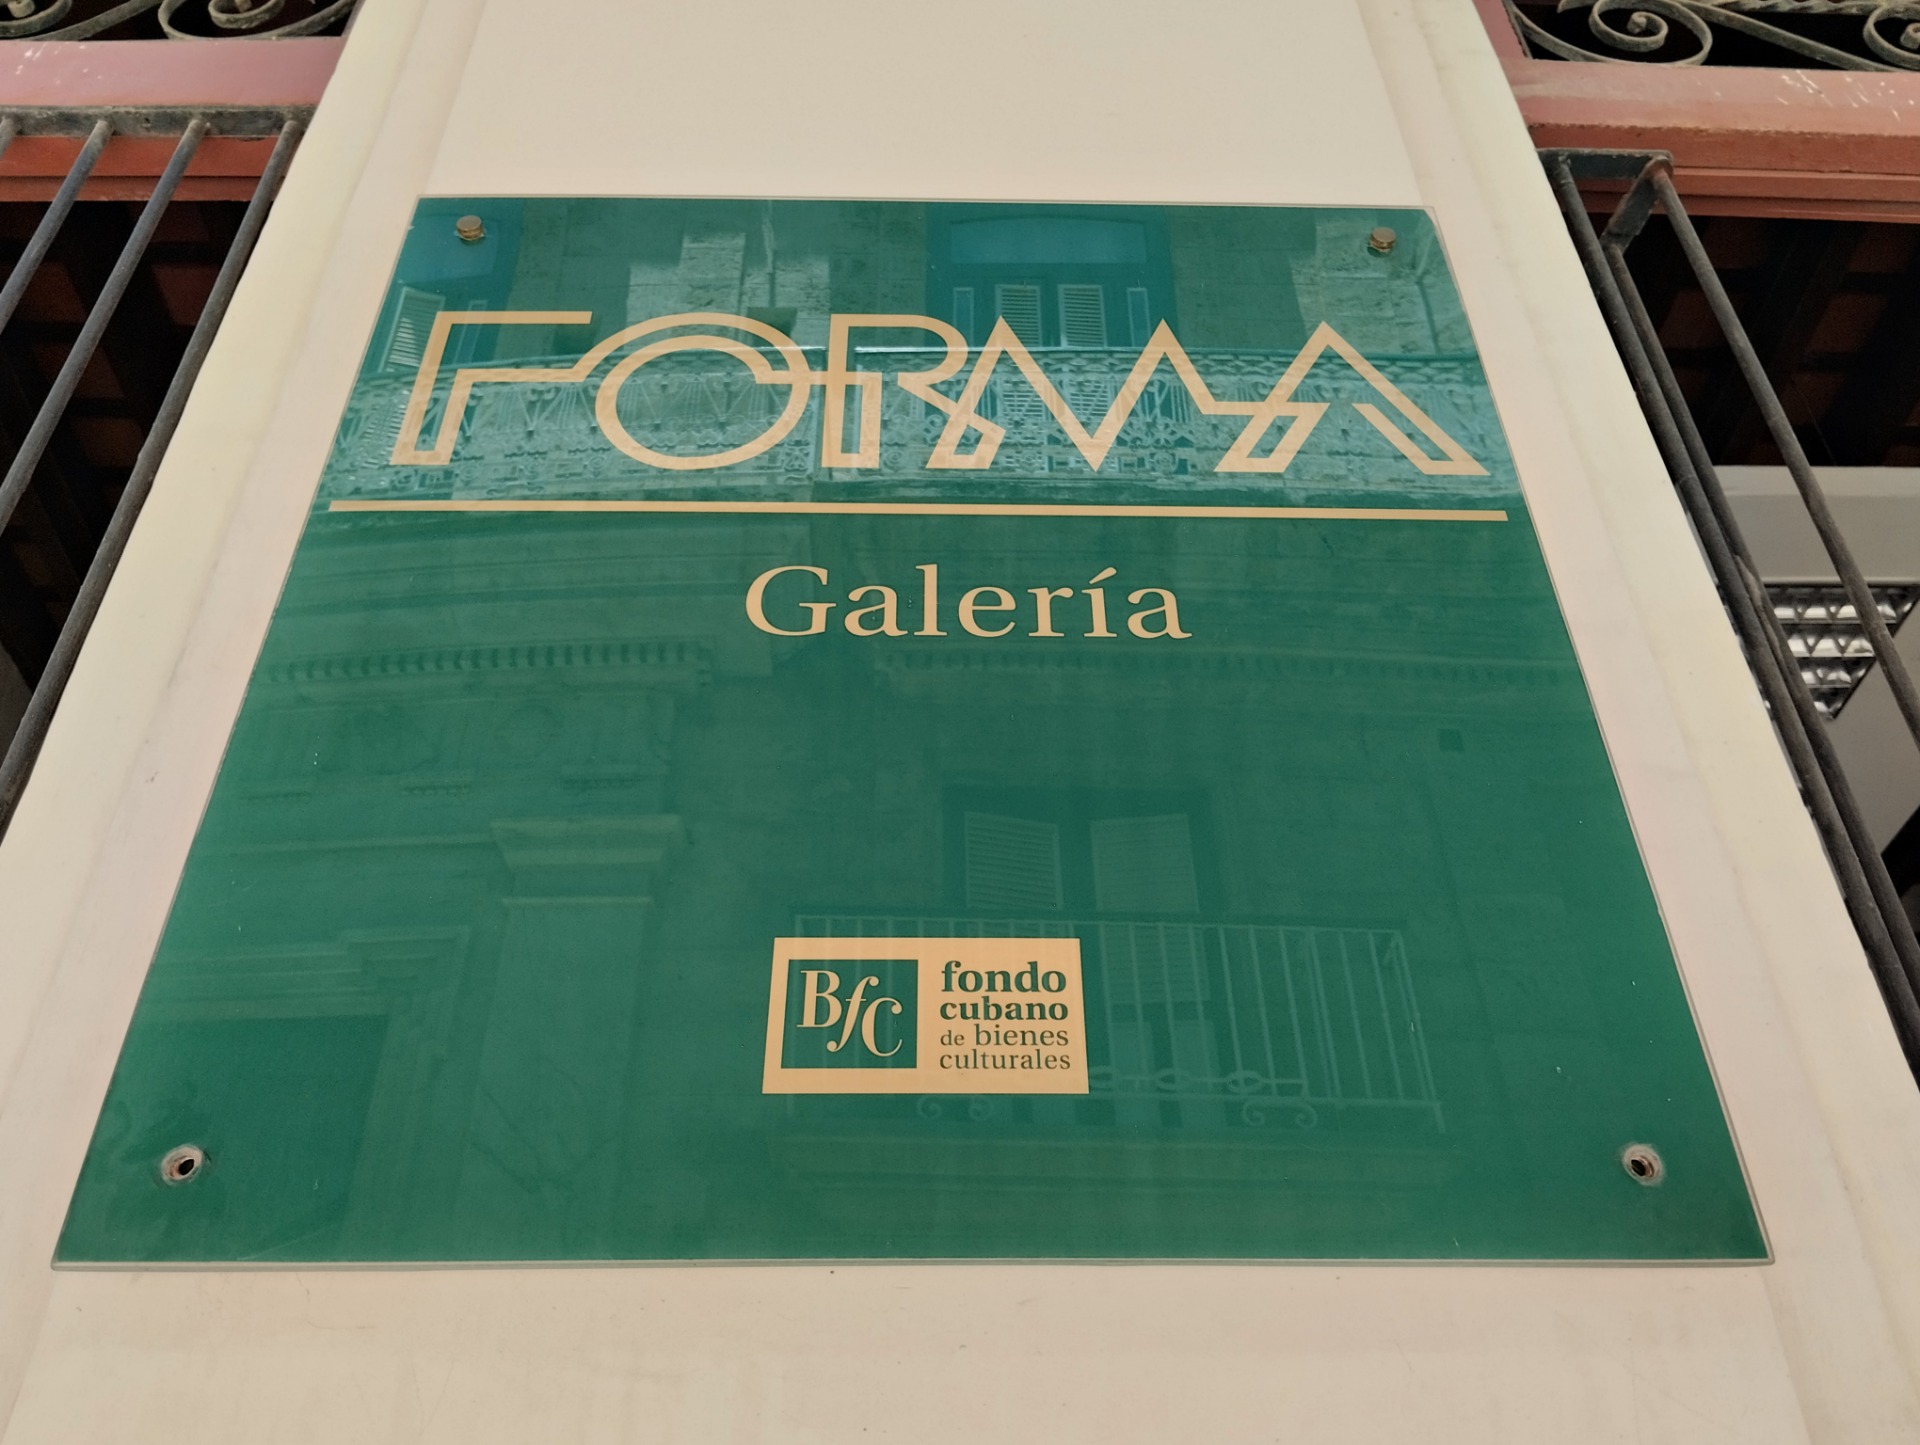 FORMA
Galería
BfC
fondo
cubano
de bienes
culturales